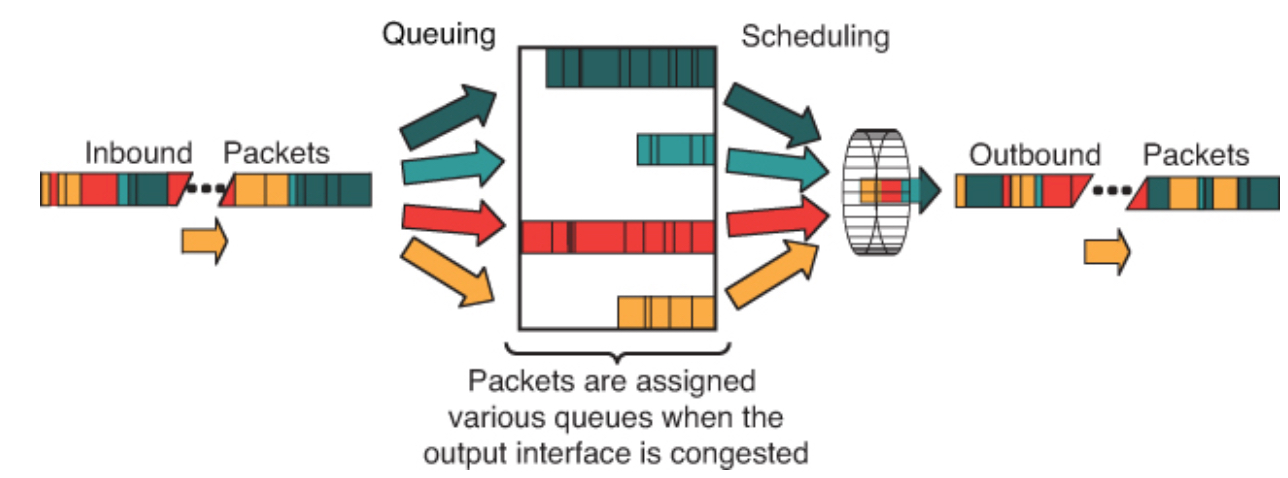 Queuing
Scheduling
Inbound Packets
Outbound Packets
Packets are assigned
various queues when the
output interface is congested